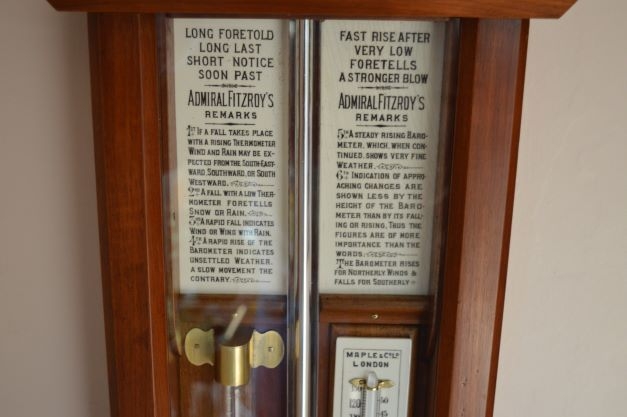 LONG FORETOLD
LONG LAST
SHORT NOTICE
SOON PAST
ADMIRAL FITZROY'S
REMARKS
1ST IF A FALL TAKES PLACE
WITH A RISING THERMOMETER
WIND AND RAIN MAY BE EX-
PECTED FROM THE SOUTH-EAST-
WARD, SOUTHWARD, OR SOUTH
WESTWARD.
2ND A FALL WITH A LOW THER-
MOMETER FORETELLS
SNOW OR RAIN.
3RD A RAPID FALL INDICATES
WIND OR WIND WITH RAIN.
4TH A RAPID RISE OF THE
BAROMETER INDICATES
UNSETTLED WEATHER,
A SLOW MOVEMENT THE
CONTRARY.
FAST RISE AFTER
VERY LOW
FORETELLS
A STRONGER BLOW
ADMIRAL FITZROY'S
REMARKS
5TH A STEADY RISING BARO-
METER, WHICH, WHEN CON-
TINUED, SHOWS VERY FINE
WEATHER.
6TH INDICATION OF APPRO-
ACHING CHANGES ARE
SHOWN LESS BY THE
HEIGHT OF THE BARO-
METER THAN BY ITS FALL-
ING OR RISING, THUS THE
FIGURES ARE OF MORE
IMPORTANCE THAN THE
WORDS.
THE BAROMETER RISES
FOR NORTHERLY WINDS &
FALLS FOR SOUTHERLY
MAPLE & CO LD
LONDON
120